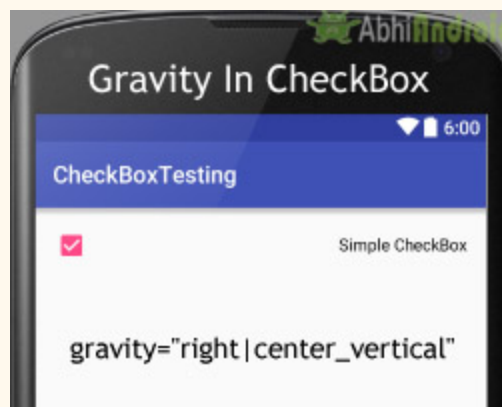 AbhiAndroid
Gravity In CheckBox
6:00
CheckBoxTesting
Simple CheckBox
gravity="right|center_vertical"